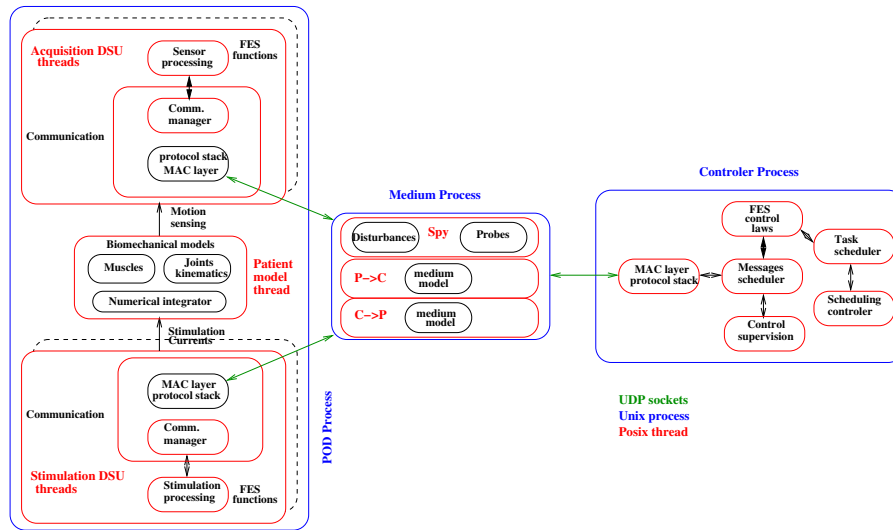 Acquisition DSU
threads
Sensor
processing
FES
functions
Comm.
manager
Communication
protocol stack
MAC layer
Motion
sensing
Biomechanical models
Muscles
Joints
kinematics
Numerical integrator
Patient
model
thread
Stimulation
Currents
MAC layer
protocol stack
Communication
Comm.
manager
Stimulation DSU
threads
Stimulation
processing
FES
functions
POD Process
Medium Process
Disturbances
Spy
Probes
P->C
medium
model
C->P
medium
model
Controler Process
FES
control
laws
Task
scheduler
MAC layer
protocol stack
Messages
scheduler
Scheduling
controler
Control
supervision
UDP sockets
Unix process
Posix thread